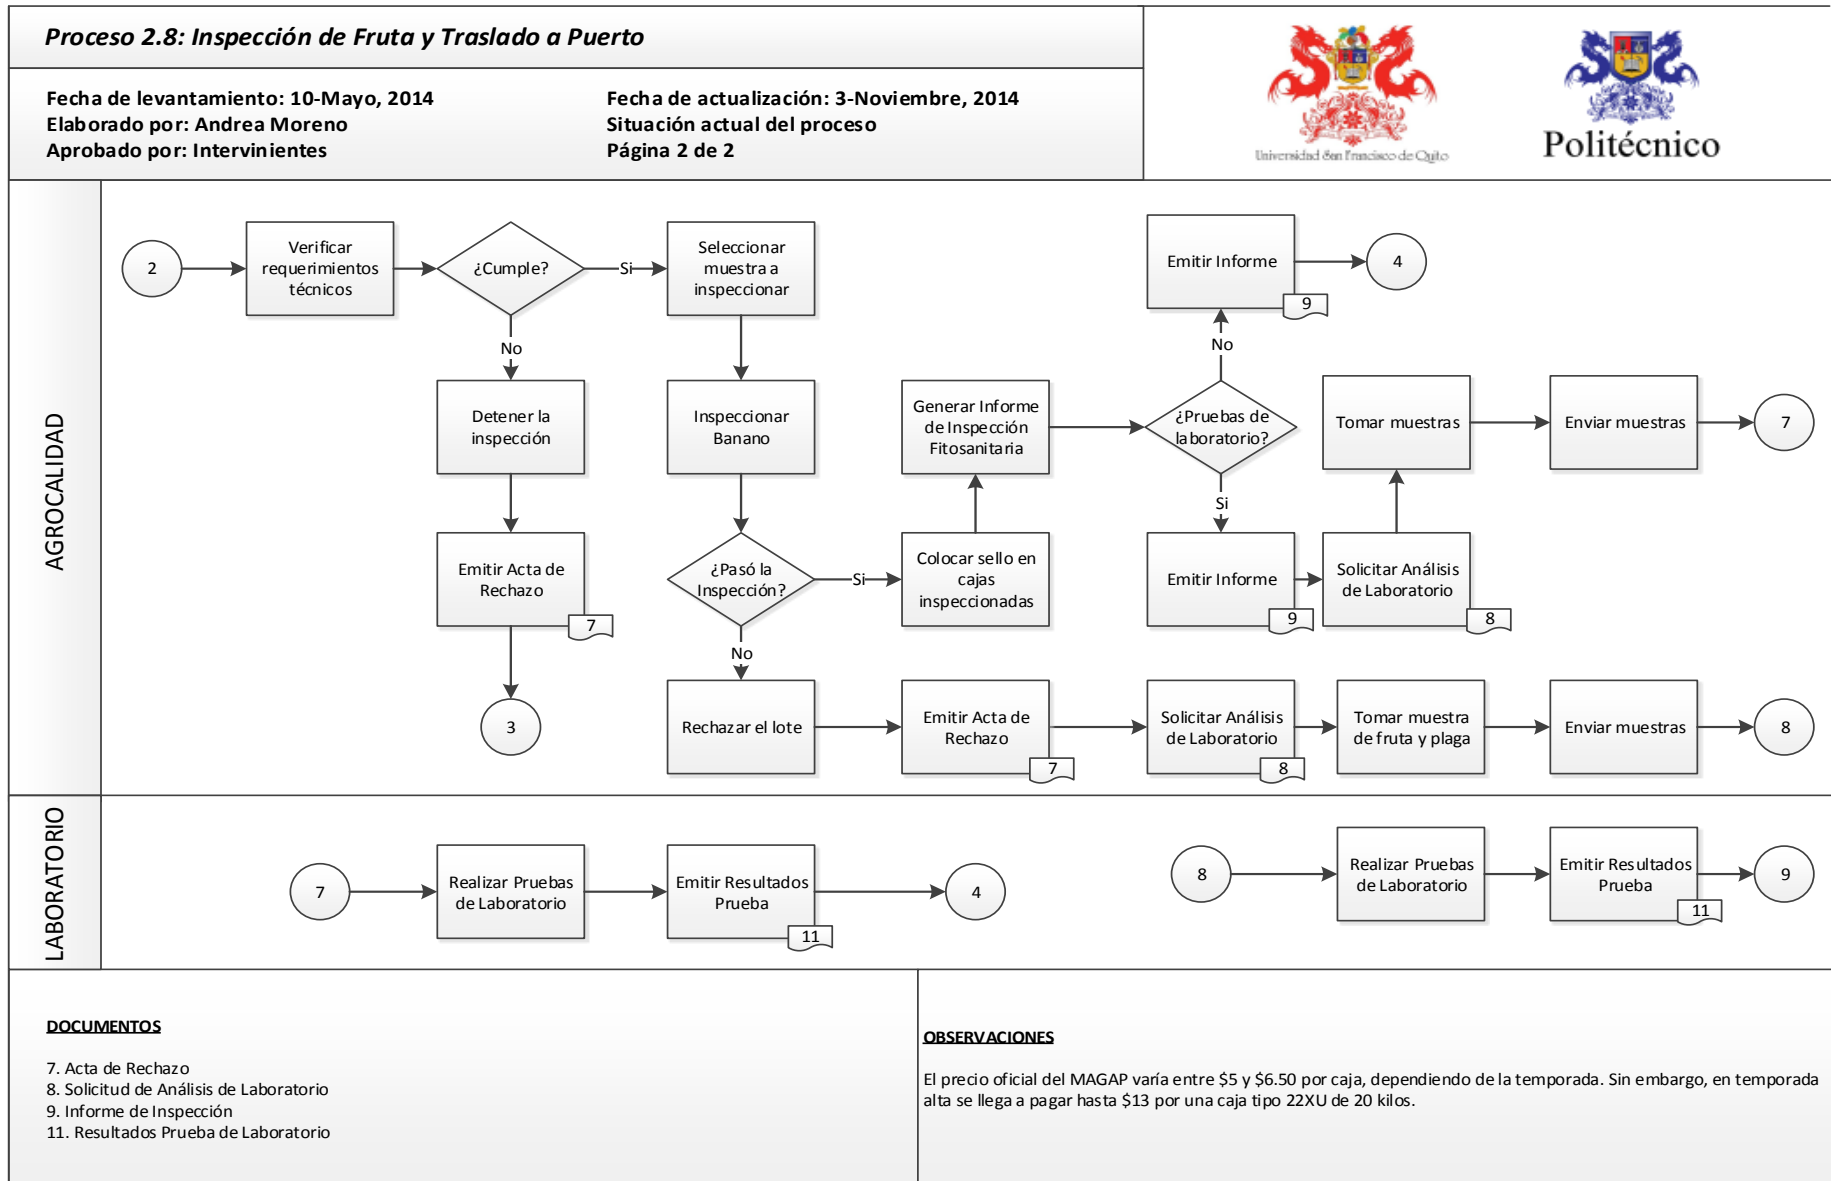 Proceso 2.8: Inspección de Fruta y Traslado a Puerto
Fecha de levantamiento: 10-Mayo, 2014
Elaborado por: Andrea Moreno
Aprobado por: Intervinientes
Fecha de actualización: 3-Noviembre, 2014
Situación actual del proceso
Página 2 de 2
Universidad San Francisco de Quito
Politécnico
AGROCALIDAD
2
Verificar
requerimientos
técnicos
¿Cumple?
Si
Seleccionar
muestra a
inspeccionar
Emitir Informe
9
4
No
No
Detener la
inspección
Inspeccionar
Banano
Generar Informe
de Inspección
Fitosanitaria
¿Pruebas de
laboratorio?
Tomar muestras
Enviar muestras
7
Si
Emitir Acta de
Rechazo
7
¿Pasó la
Inspección?
Si
Colocar sello en
cajas
inspeccionadas
Emitir Informe
9
Solicitar Análisis
de Laboratorio
8
No
3
Rechazar el lote
Emitir Acta de
Rechazo
7
Solicitar Análisis
de Laboratorio
8
Tomar muestra
de fruta y plaga
Enviar muestras
8
LABORATORIO
7
Realizar Pruebas
de Laboratorio
Emitir Resultados
Prueba
11
4
8
Realizar Pruebas
de Laboratorio
Emitir Resultados
Prueba
11
9
DOCUMENTOS
7. Acta de Rechazo
8. Solicitud de Análisis de Laboratorio
9. Informe de Inspección
11. Resultados Prueba de Laboratorio
OBSERVACIONES
El precio oficial del MAGAP varía entre $5 y $6.50 por caja, dependiendo de la temporada. Sin embargo, en temporada
alta se llega a pagar hasta $13 por una caja tipo 22XU de 20 kilos.